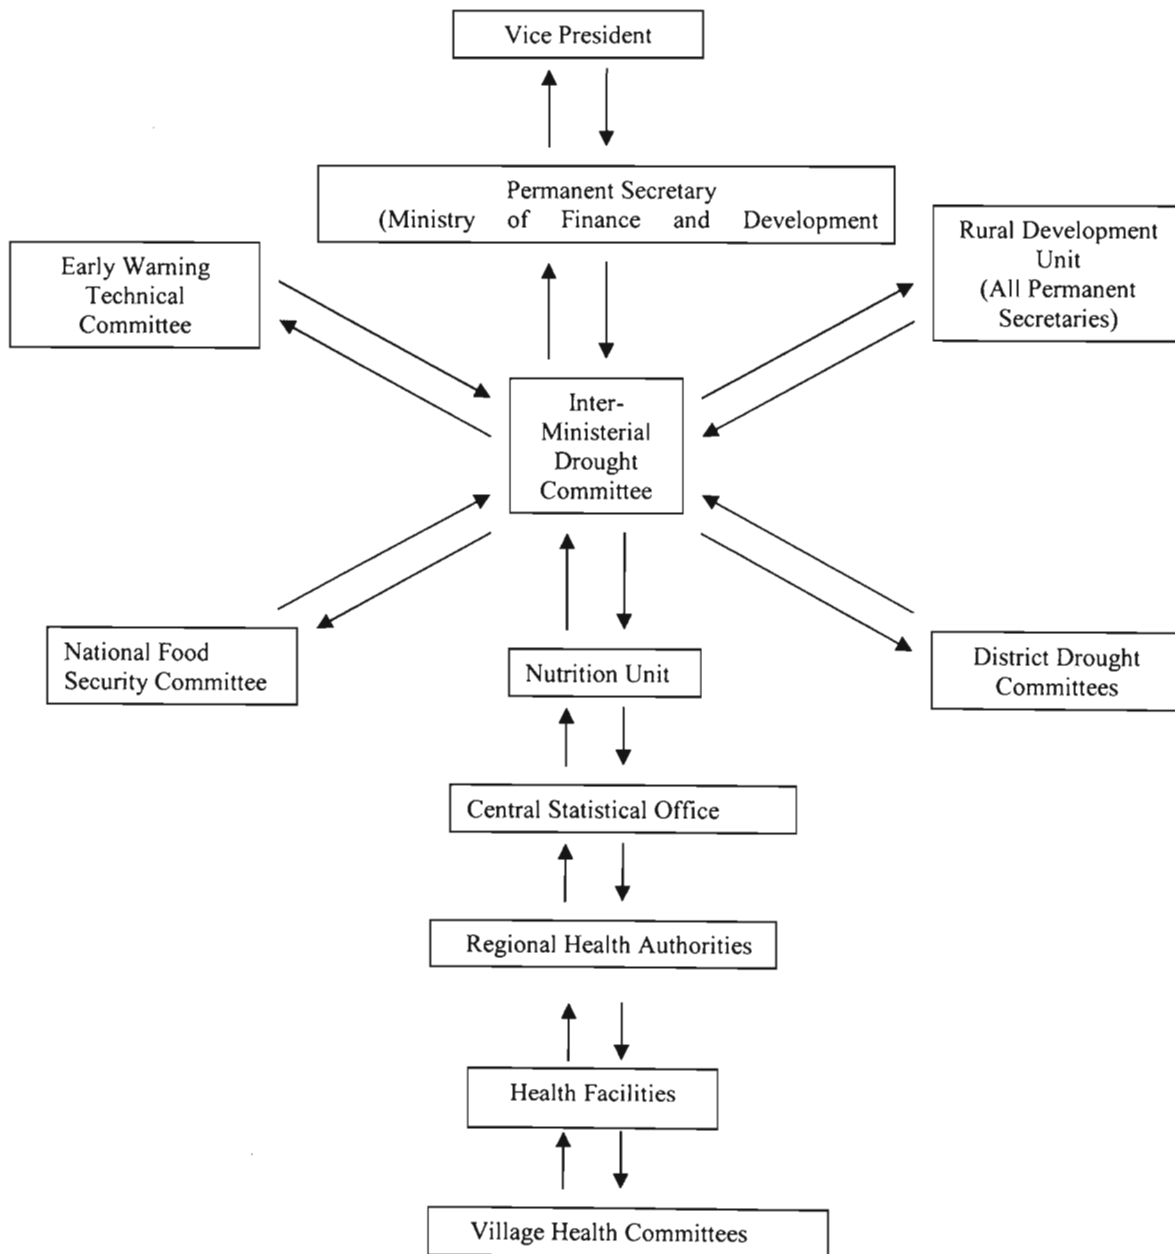 Vice President
Permanent Secretary
(Ministry of Finance and Development
Early Warning
Technical
Committee
Rural Development
Unit
(All Permanent
Secretaries)
Inter-
Ministerial
Drought
Committee
National Food
Security Committee
Nutrition Unit
District Drought
Committees
Central Statistical Office
Regional Health Authorities
Health Facilities
Village Health Committees